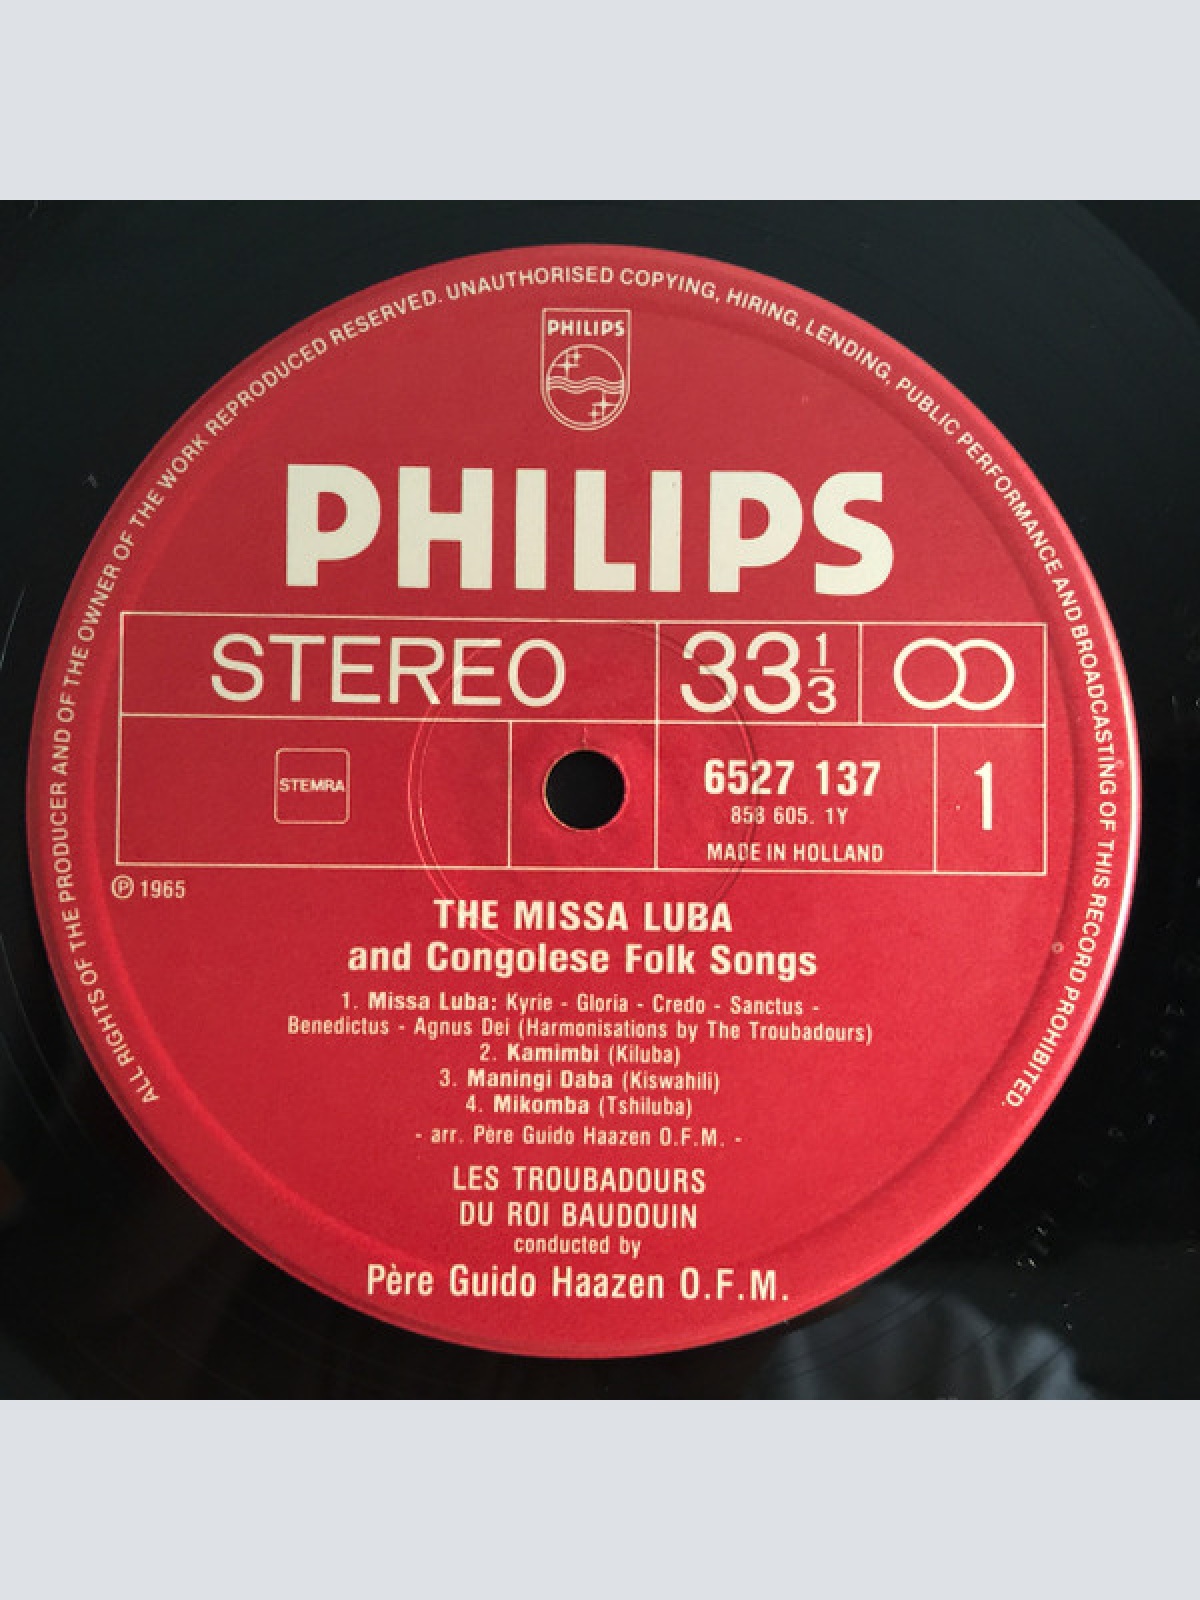 ALL RIGHTS OF THE PRODUCER AND OF THE OWNER OF THE WORK REPRODUCED RESERVED. UNAUTHORISED COPYING, HIRING, LENDING, PUBLIC PERFORMANCE AND BROADCASTING OF THIS RECORD PROHIBITED.
PHILIPS
PHILIPS
STEREO 33 1/3
STEMRA
6527 137
858 605. 1Y
MADE IN HOLLAND
1
Ⓟ 1965
THE MISSA LUBA
and Congolese Folk Songs
1. Missa Luba: Kyrie - Gloria - Credo - Sanctus -
Benedictus - Agnus Dei (Harmonisations by The Troubadours)
2. Kamimbi (Kiluba)
3. Maningi Daba (Kiswahili)
4. Mikomba (Tshiluba)
- arr. Père Guido Haazen O.F.M. -
LES TROUBADOURS
DU ROI BAUDOUIN
conducted by
Père Guido Haazen O.F.M.